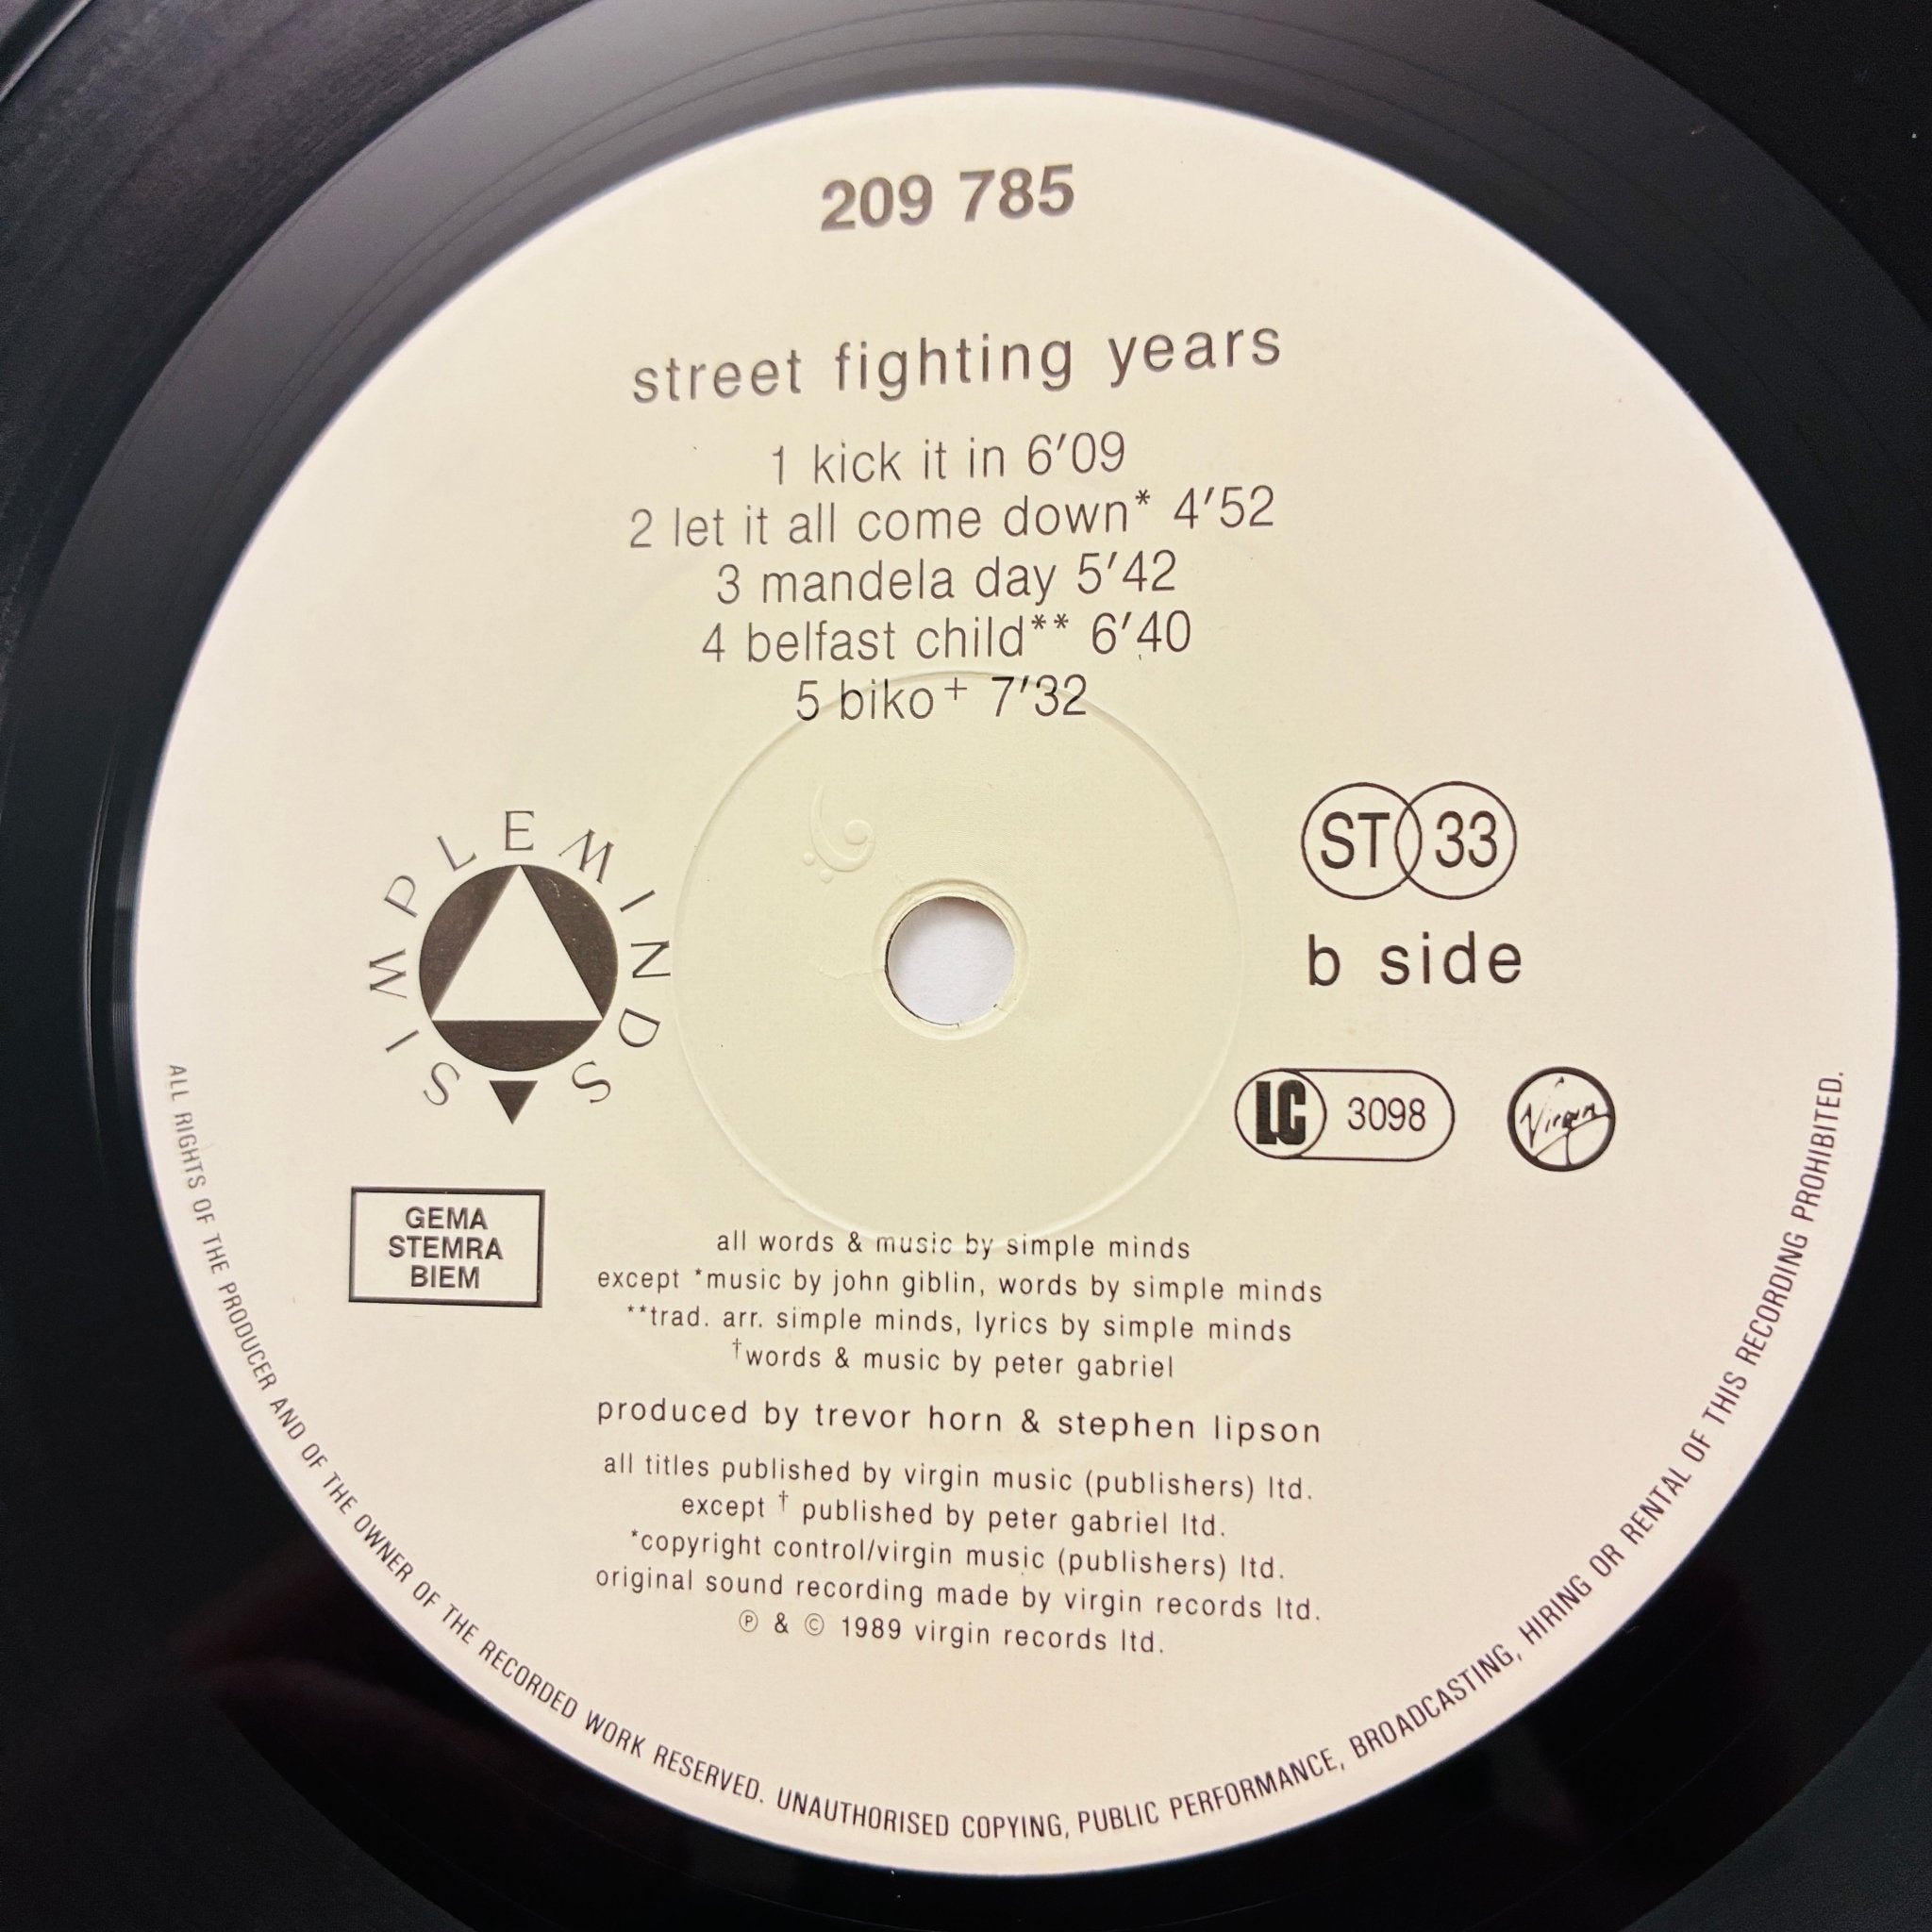 209 785
street fighting years
1 kick it in 6'09
2 let it all come down* 4'52
3 mandela day 5'42
4 belfast child** 6'40
5 biko+ 7'32
SIMPLE MINDS
ST 33
b side
LC 3098
Virgin
GEMA
STEMRA
BIEM
all words & music by simple minds
except *music by john giblin, words by simple minds
**trad. arr. simple minds, lyrics by simple minds
†words & music by peter gabriel
produced by trevor horn & stephen lipson
all titles published by virgin music (publishers) ltd.
except † published by peter gabriel ltd.
*copyright control/virgin music (publishers) ltd.
original sound recording made by virgin records ltd.
℗ & © 1989 virgin records ltd.
ALL RIGHTS OF THE PRODUCER AND OF THE OWNER OF THE RECORDED WORK RESERVED. UNAUTHORISED COPYING, PUBLIC PERFORMANCE, BROADCASTING, HIRING OR RENTAL OF THIS RECORDING PROHIBITED.